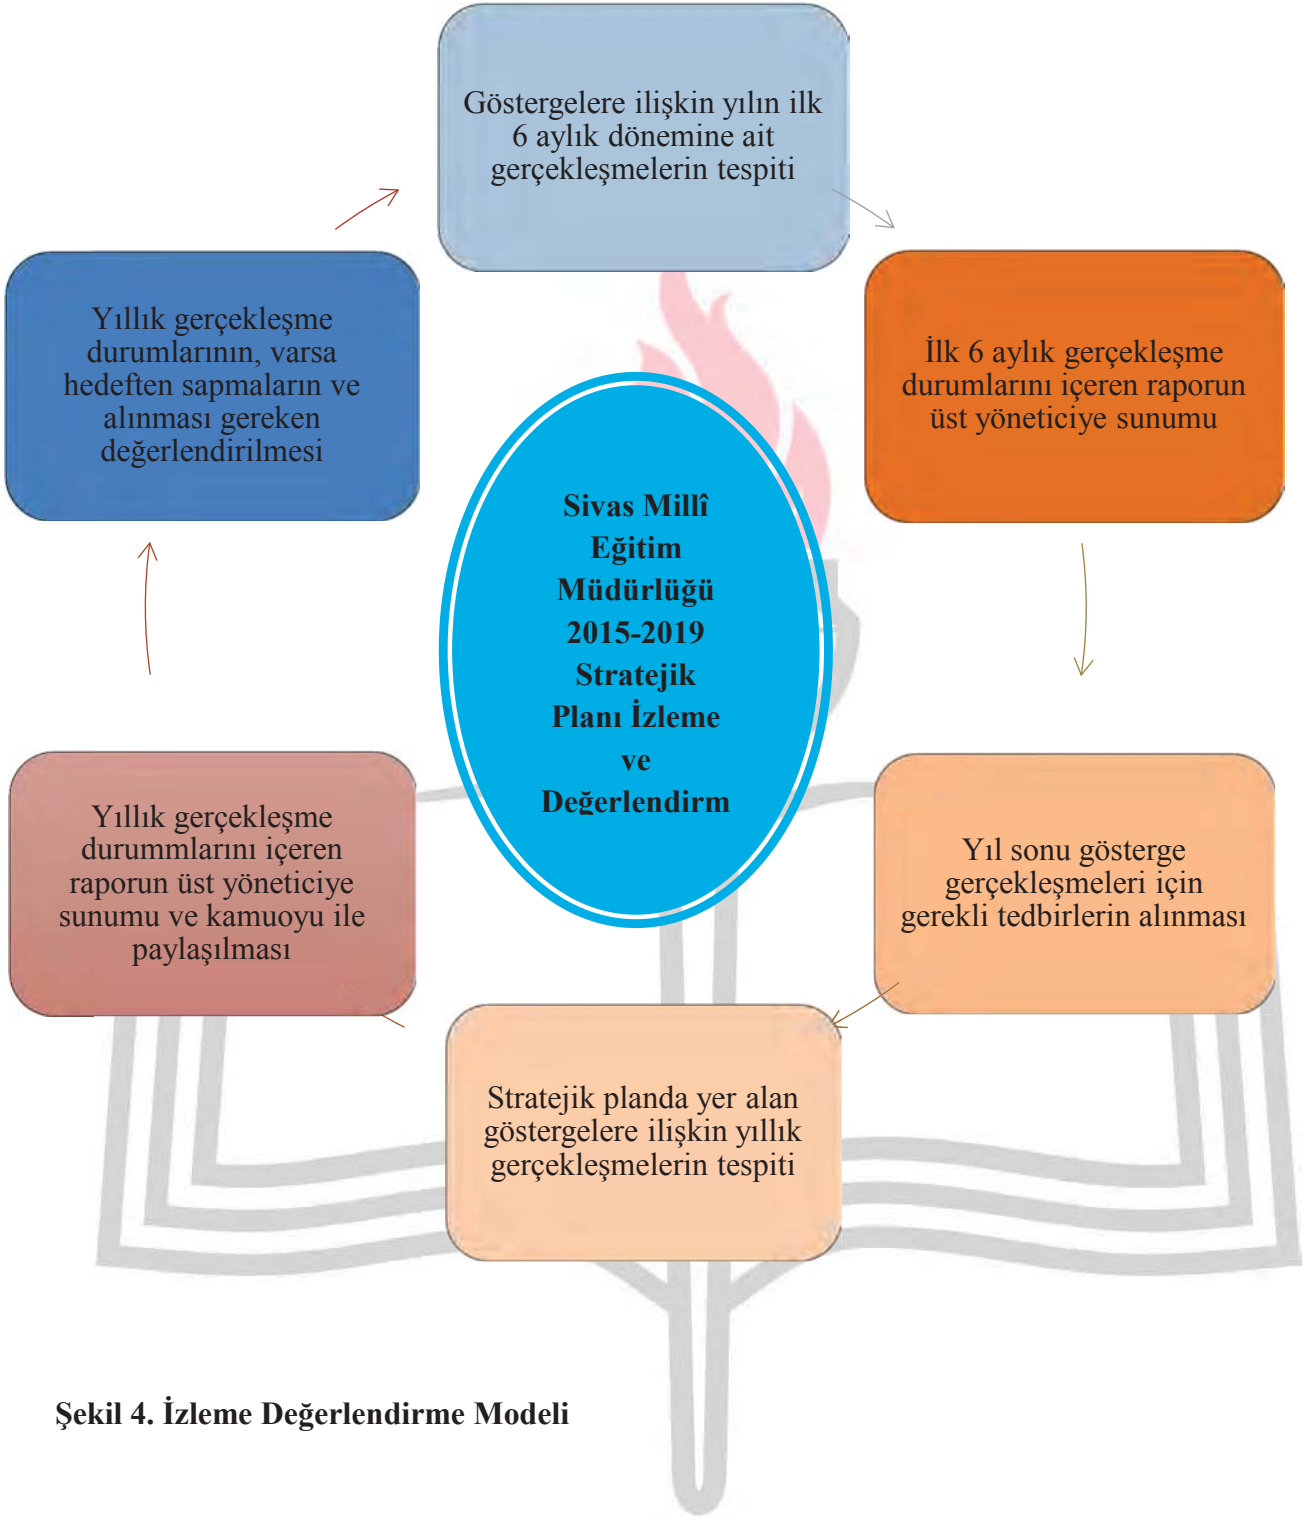 Göstergelere ilişkin yılın ilk
6 aylık dönemine ait
gerçekleşmelerin tespiti
İlk 6 aylık gerçekleşme
durumlarını içeren raporun
üst yöneticiye sunumu
Yıl sonu gösterge
gerçekleşmeleri için
gerekli tedbirlerin alınması
Stratejik planda yer alan
göstergelere ilişkin yıllık
gerçekleşmelerin tespiti
Yıllık gerçekleşme
durummlarını içeren
raporun üst yöneticiye
sunumu ve kamuoyu ile
paylaşılması
Yıllık gerçekleşme
durumlarının, varsa
hedeften sapmaların ve
alınması gereken
değerlendirilmesi
Sivas Millî
Eğitim
Müdürlüğü
2015-2019
Stratejik
Planı İzleme
ve
Değerlendirm
Şekil 4. İzleme Değerlendirme Modeli